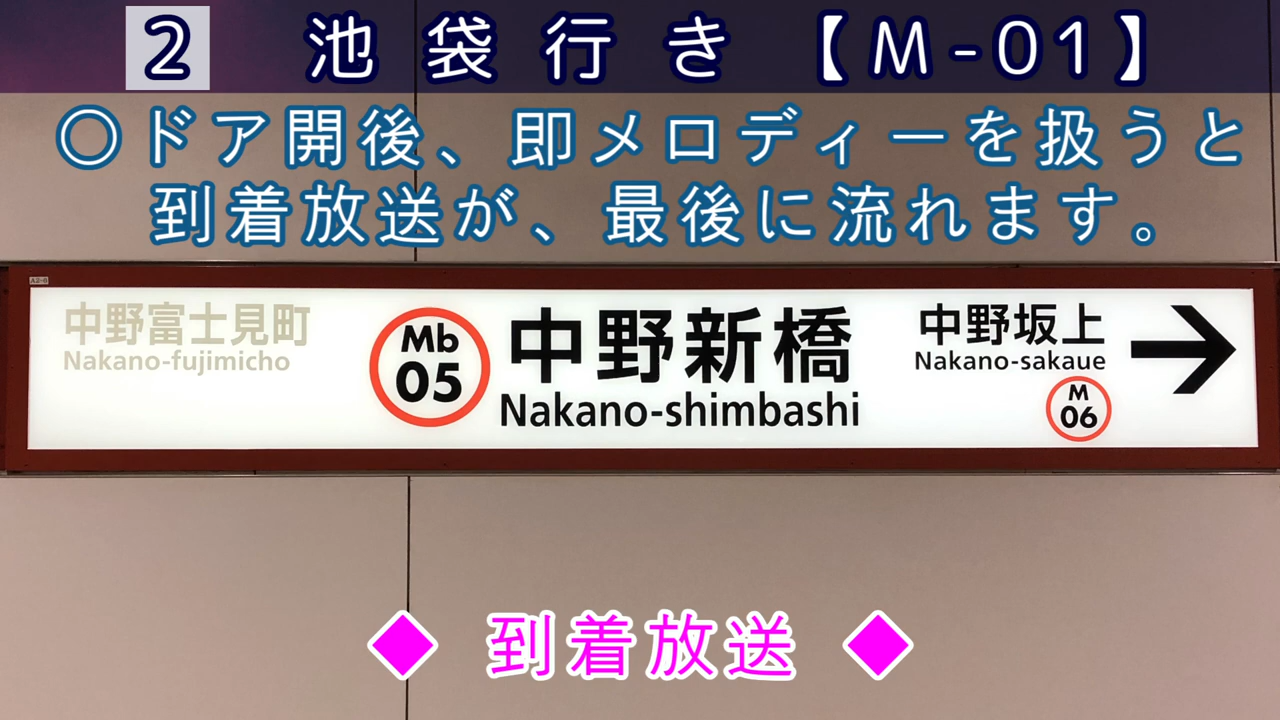 2 池袋行き【M-01】
○ドア開後、即メロディーを扱うと
到着放送が、最後に流れます。
A2-6
中野富士見町
Nakano-fujimicho
Mb
05
中野新橋
Nakano-shimbashi
中野坂上
Nakano-sakaue
M
06
◆ 到着放送 ◆